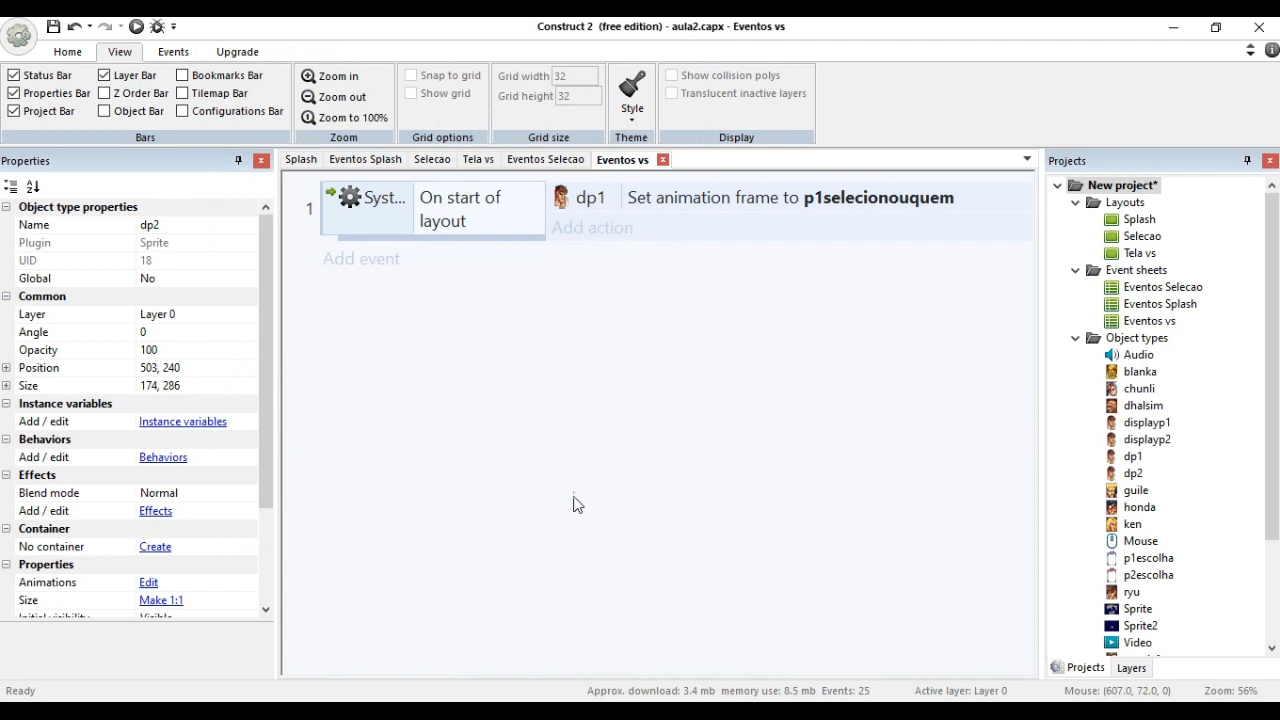 Construct 2 (free edition) - aula2.capx - Eventos vs
Home View Events Upgrade
Status Bar Layer Bar Bookmarks Bar
Properties Bar Z Order Bar Tilemap Bar
Project Bar Object Bar Configurations Bar
Bars
Zoom in
Zoom out
Zoom to 100%
Zoom
Snap to grid
Show grid
Grid options
Grid width 32
Grid height 32
Grid size
Style
Theme
Show collision polys
Translucent inactive layers
Display
Properties
Object type properties
Name dp2
Plugin Sprite
UID 18
Global No
Common
Layer Layer 0
Angle 0
Opacity 100
Position 503, 240
Size 174, 286
Instance variables
Add / edit Instance variables
Behaviors
Add / edit Behaviors
Effects
Blend mode Normal
Add / edit Effects
Container
No container Create
Properties
Animations Edit
Size Make 1:1
Splash Eventos Splash Selecao Tela vs Eventos Selecao Eventos vs
1 Syst... On start of layout
dp1 Set animation frame to p1selecionouquem
Add action
Add event
Projects
New project*
Layouts
Splash
Selecao
Tela vs
Event sheets
Eventos Selecao
Eventos Splash
Eventos vs
Object types
Audio
blanka
chunli
dhalsim
displayp1
displayp2
dp1
dp2
guile
honda
ken
Mouse
p1escolha
p2escolha
ryu
Sprite
Sprite2
Video
Projects Layers
Ready Approx. download: 3.4 mb memory use: 8.5 mb Events: 25 Active layer: Layer 0 Mouse: (607.0, 72.0, 0) Zoom: 56%